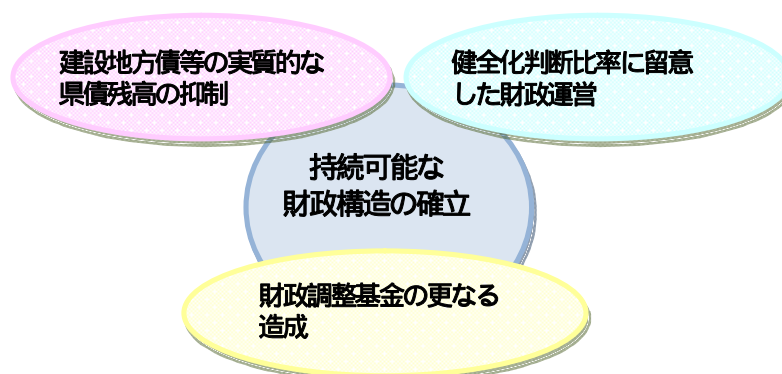 建設地方債等の実質的な
県債残高の抑制
健全化判断比率に留意
した財政運営
持続可能な
財政構造の確立
財政調整基金の更なる
造成